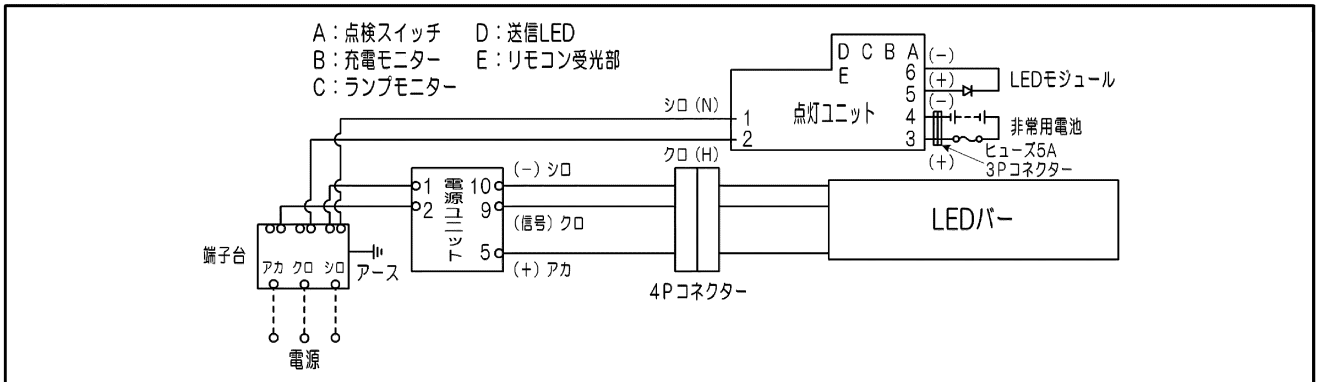 A：点検スイッチ　D：送信LED
B：充電モニター　E：リモコン受光部
C：ランプモニター
D C B A (-)
E 6 (+) LEDモジュール
5 (-)
シロ (N) 1 点灯ユニット 4 非常用電池
2 3 ヒューズ5A
クロ (H) (+) 3Pコネクター
(-) シロ
1 電源ユニット 10
2 9 LEDバー
(信号) クロ
5
端子台 アカ クロ シロ アース (+) アカ
4Pコネクター
電源